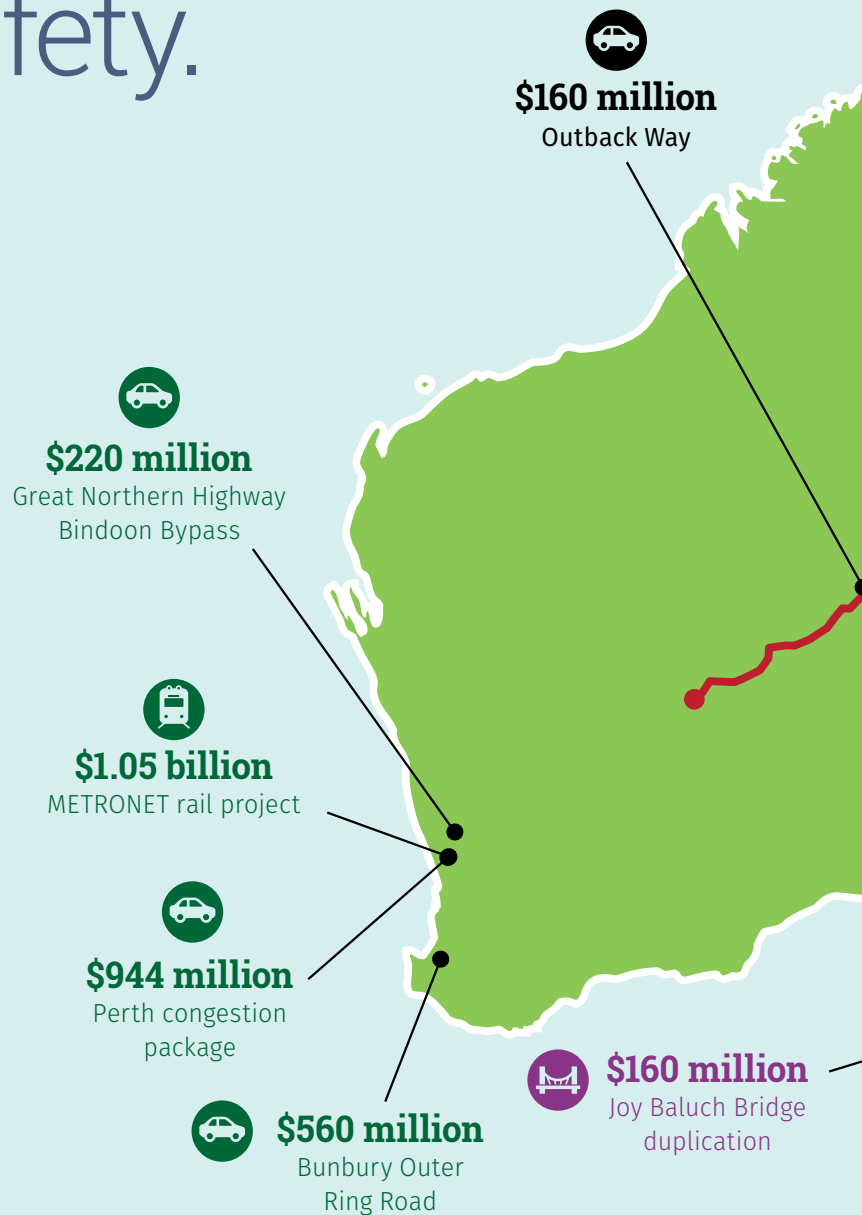 fety.
$160 million
Outback Way
$220 million
Great Northern Highway
Bindoon Bypass
$1.05 billion
METRONET rail project
$944 million
Perth congestion
package
$160 million
Joy Baluch Bridge
duplication
$560 million
Bunbury Outer
Ring Road